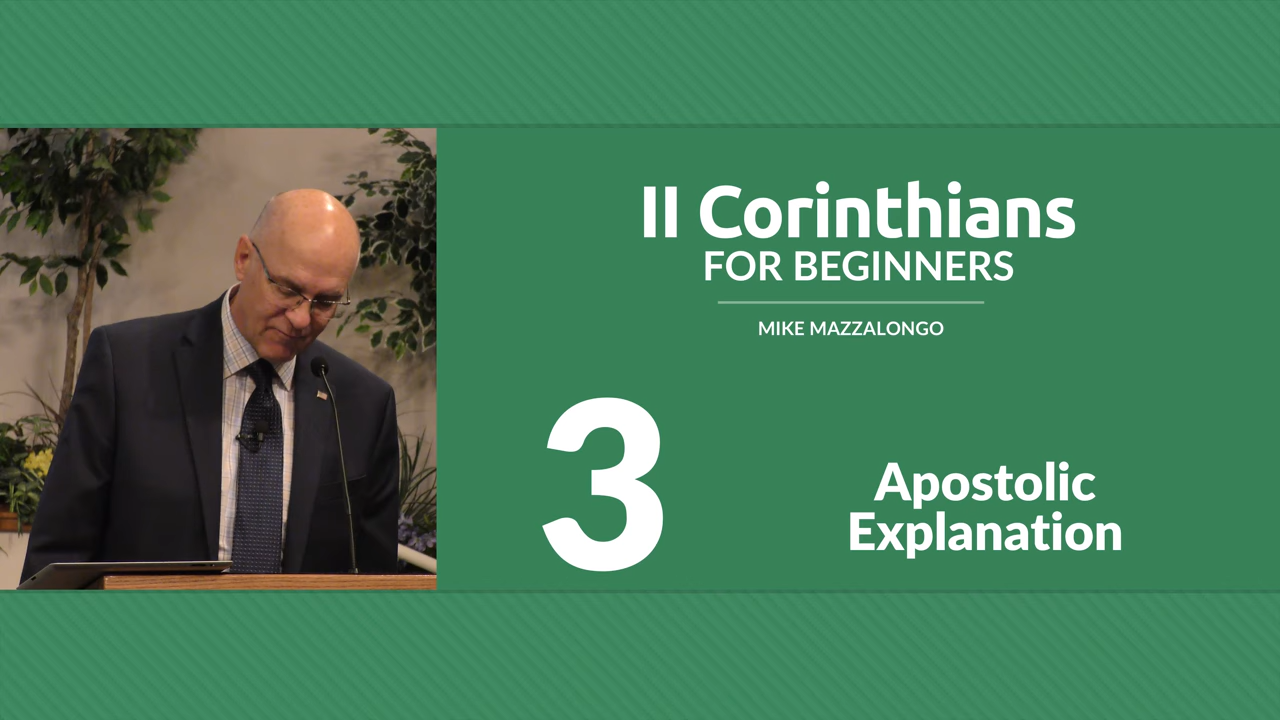 II Corinthians
FOR BEGINNERS
MIKE MAZZALONGO
3
Apostolic
Explanation